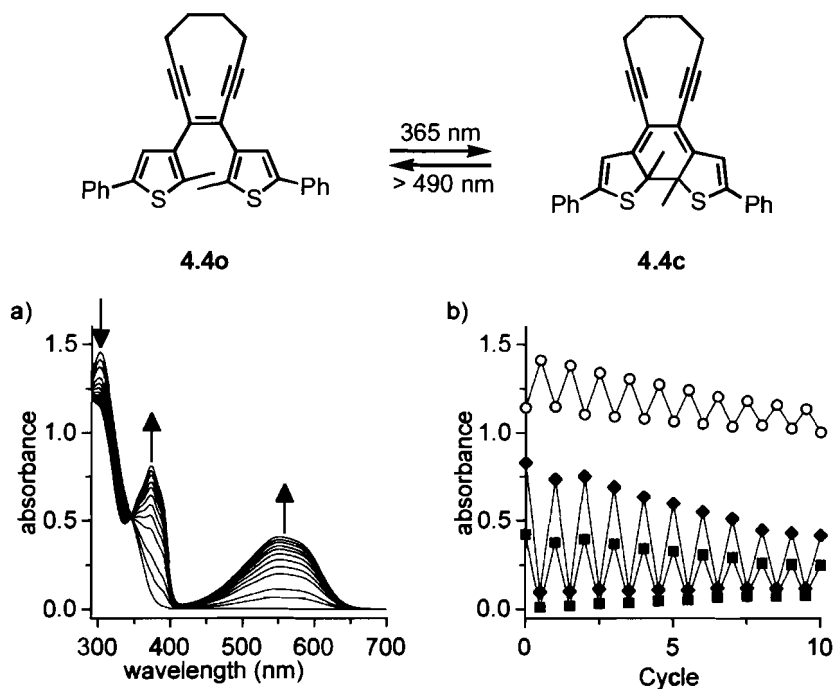 365 nm
> 490 nm
Ph
S
S
Ph
Ph
S
S
Ph
4.4o
4.4c
a)
1.5
1.0
0.5
0.0
absorbance
300
400
500
600
700
wavelength (nm)
b)
1.5
1.0
0.5
0.0
absorbance
0
5
10
Cycle